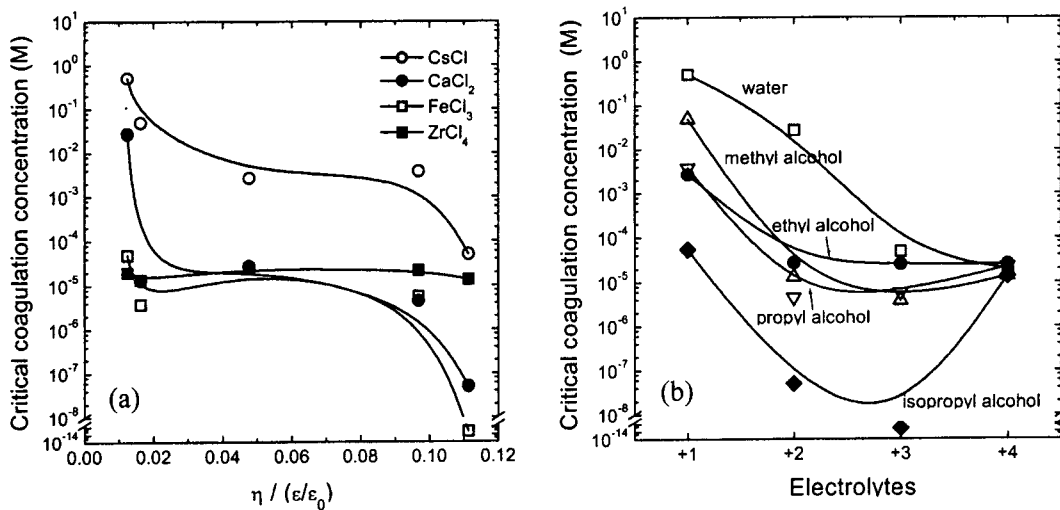 Critical coagulation concentration (M)
10¹
10⁰
10⁻¹
10⁻²
10⁻³
10⁻⁴
10⁻⁵
10⁻⁶
10⁻⁷
10⁻⁸
10⁻¹⁴
CsCl
CaCl₂
FeCl₃
ZrCl₄
(a)
0.00 0.02 0.04 0.06 0.08 0.10 0.12
η / (ε/ε₀)
Critical coagulation concentration (M)
10¹
10⁰
10⁻¹
10⁻²
10⁻³
10⁻⁴
10⁻⁵
10⁻⁶
10⁻⁷
10⁻⁸
10⁻¹⁴
water
methyl alcohol
ethyl alcohol
propyl alcohol
isopropyl alcohol
(b)
+1 +2 +3 +4
Electrolytes